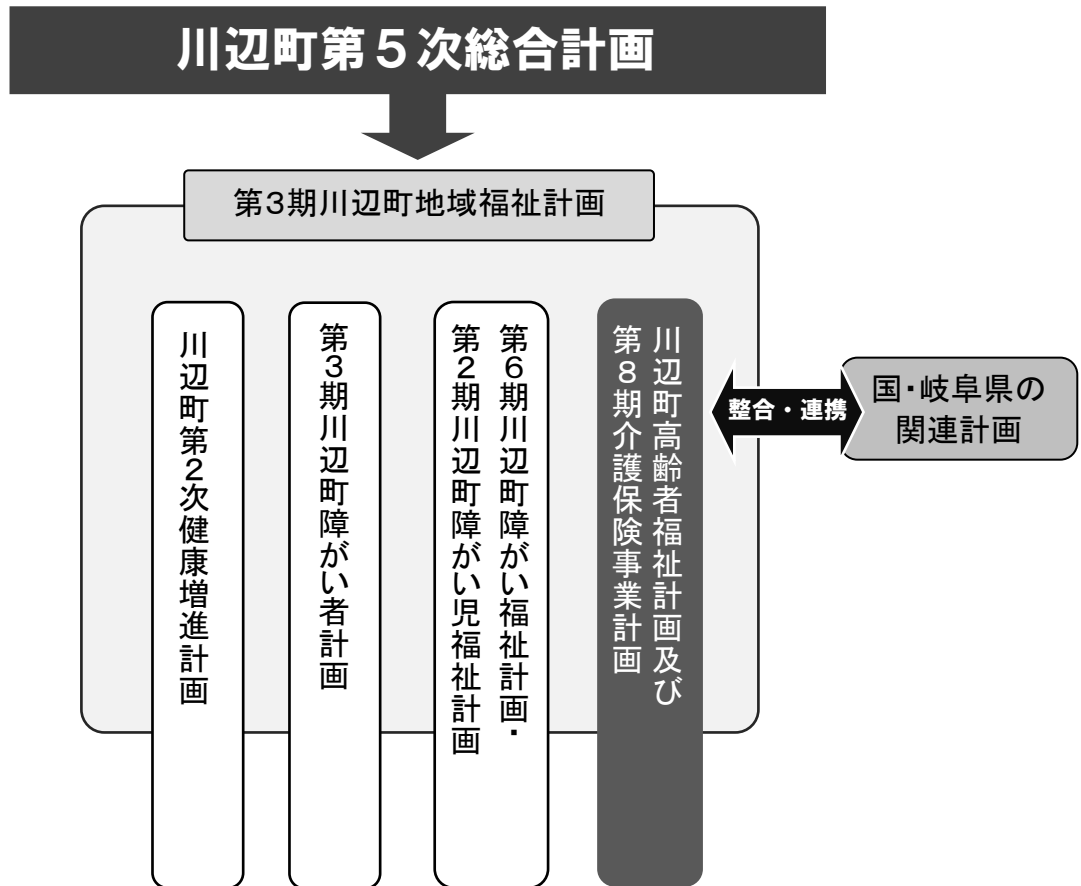 川辺町第５次総合計画
第3期川辺町地域福祉計画
川辺町第２次健康増進計画
第３期川辺町障がい者計画
第６期川辺町障がい福祉計画・
第２期川辺町障がい児福祉計画
川辺町高齢者福祉計画及び
第８期介護保険事業計画
整合・連携
国・岐阜県の
関連計画